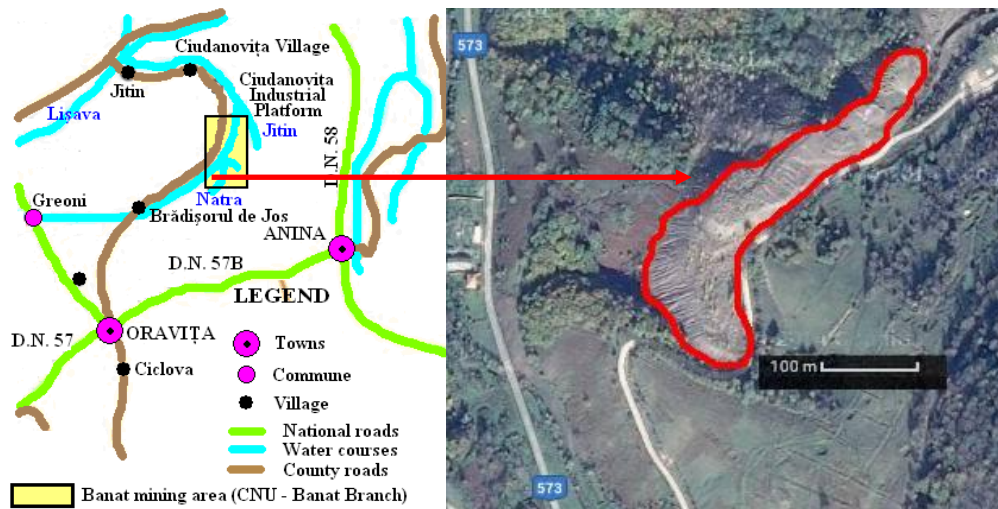 Ciudanovița Village
Ciudanovița
Industrial
Platform
Jitin
Lișava
Jitin
D.N. 58
Natra
Greoni
Brădișorul de Jos
ANINA
D.N. 57B
LEGEND
D.N. 57
ORAVIȚA
Ciclova
Towns
Commune
Village
National roads
Water courses
County roads
Banat mining area (CNU - Banat Branch)
573
100 m
573